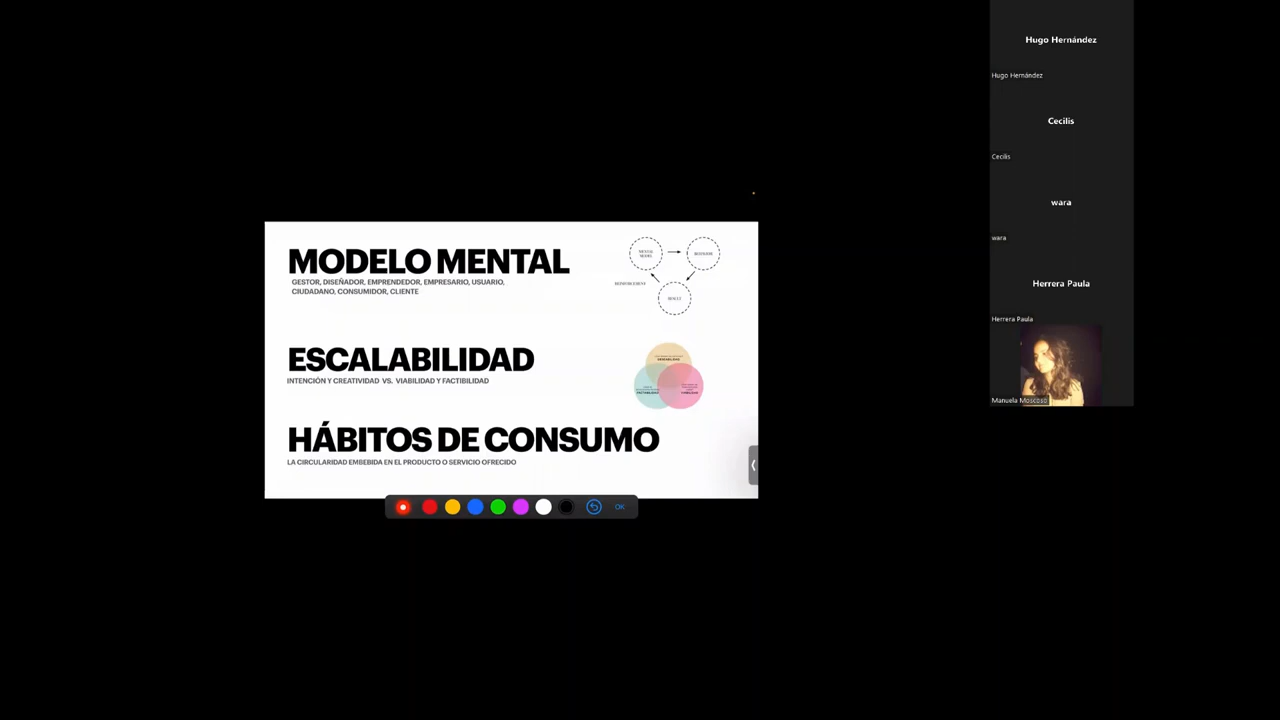 MODELO MENTAL
GESTOR, DISEÑADOR, EMPRENDEDOR, EMPRESARIO, USUARIO,
CIUDADANO, CONSUMIDOR, CLIENTE
ESCALABILIDAD
INTENCIÓN Y CREATIVIDAD VS. VIABILIDAD Y FACTIBILIDAD
HÁBITOS DE CONSUMO
LA CIRCULARIDAD EMBEBIDA EN EL PRODUCTO O SERVICIO OFRECIDO
OK
Hugo Hernández
Hugo Hernández
Cecilis
Cecilis
wara
wara
Herrera Paula
Herrera Paula
Manuela Moscoso